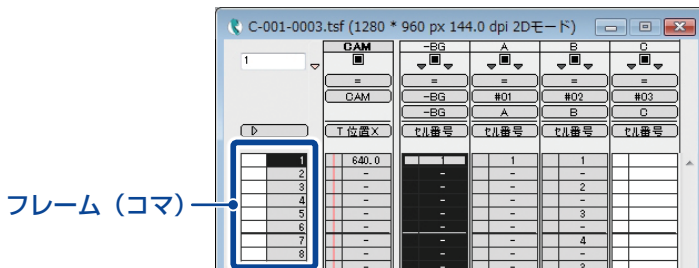 C-001-0003.tsf (1280 * 960 px 144.0 dpi 2Dモード)
CAM -BG A B C
1
= = = = =
CAM -BG #01 #02 #03
-BG A B C
T 位置X セル番号 セル番号 セル番号 セル番号
1 640.0 1 1 1
2 - - - -
3 - - - 2
4 - - - -
フレーム（コマ）
5 - - - 3
6 - - - -
7 - - - 4
8 - - - -